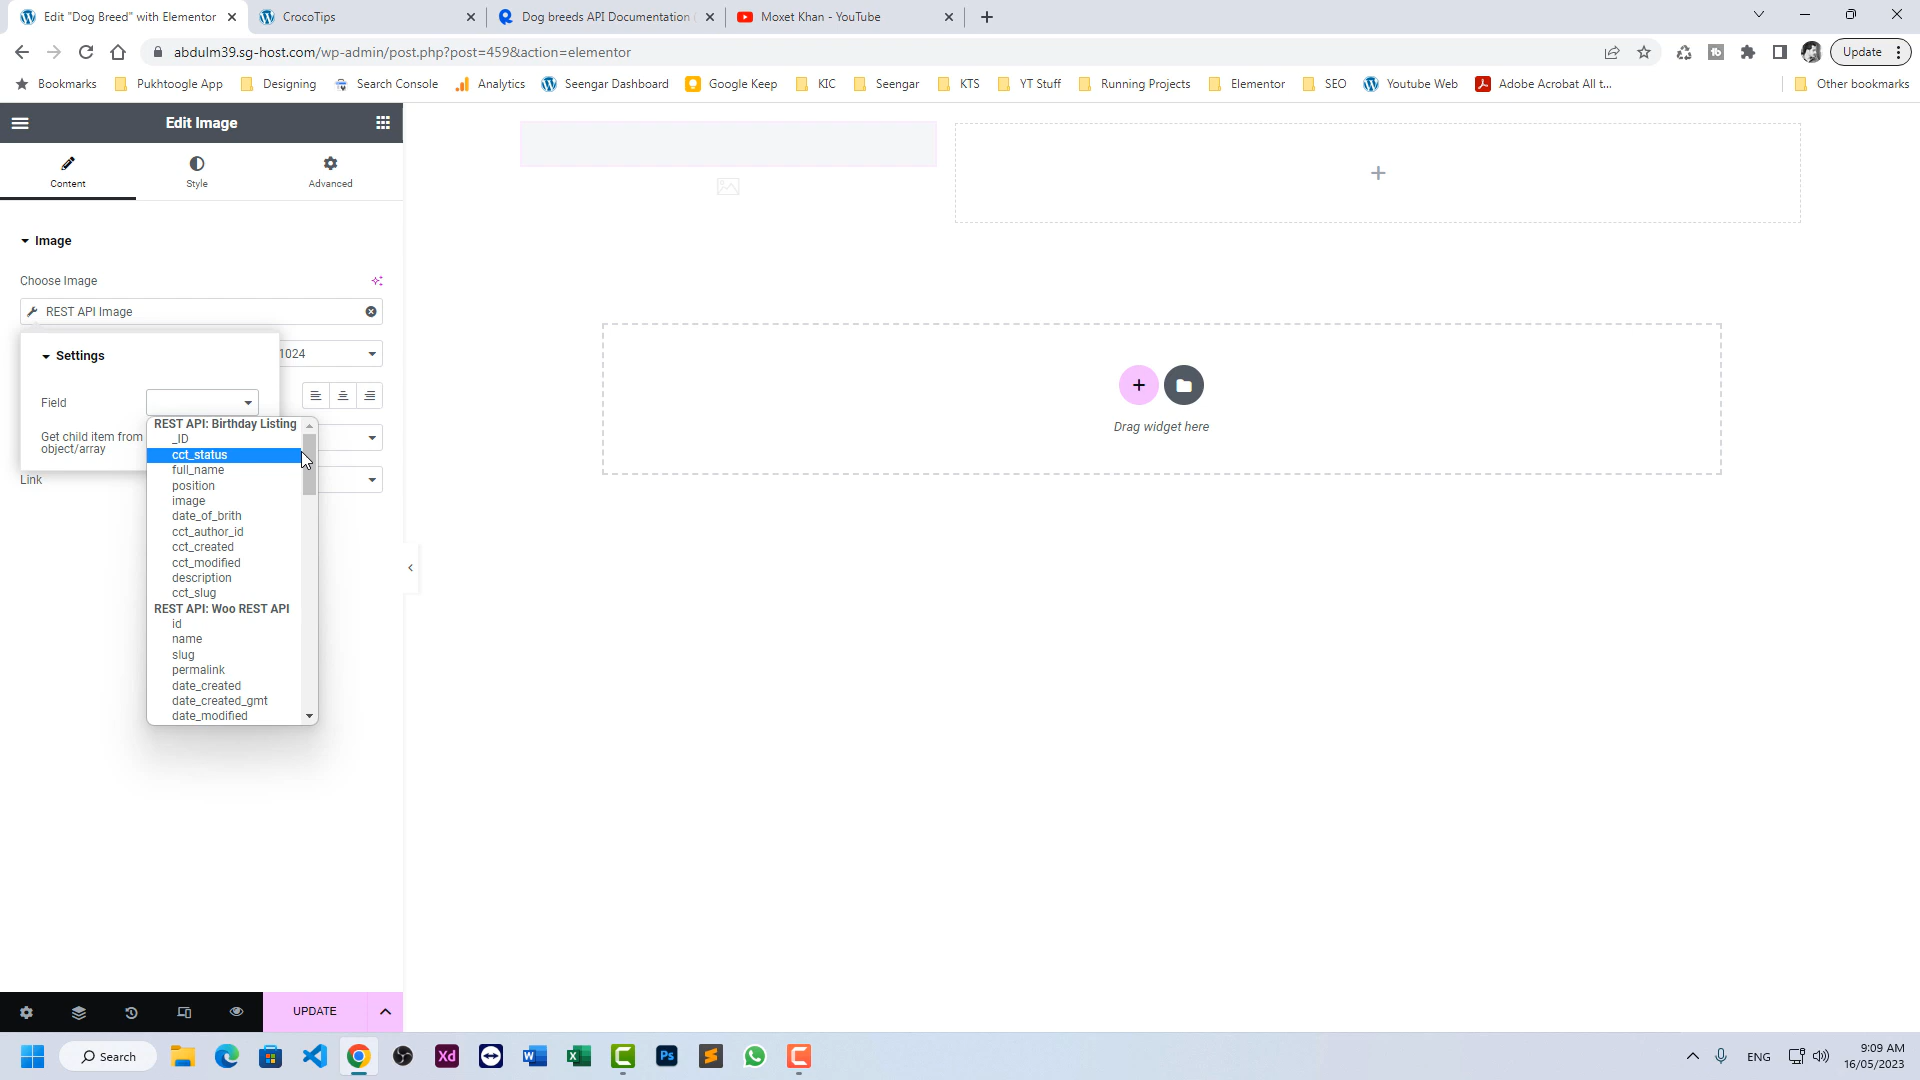 Edit "Dog Breed" with Elementor
CrocoTips
Dog breeds API Documentation
Moxet Khan - YouTube
abdulm39.sg-host.com/wp-admin/post.php?post=459&action=elementor
Update
Bookmarks
Pukhtoogle App
Designing
Search Console
Analytics
Seengar Dashboard
Google Keep
KIC
Seengar
KTS
YT Stuff
Running Projects
Elementor
SEO
Youtube Web
Adobe Acrobat All t...
Other bookmarks
Edit Image
Content
Style
Advanced
Image
Choose Image
REST API Image
Settings
1024
Field
Get child item from
object/array
Link
REST API: Birthday Listing
_ID
cct_status
full_name
position
image
date_of_brith
cct_author_id
cct_created
cct_modified
description
cct_slug
REST API: Woo REST API
id
name
slug
permalink
date_created
date_created_gmt
date_modified
Drag widget here
UPDATE
Search
Xd
Ps
ENG
9:09 AM
16/05/2023